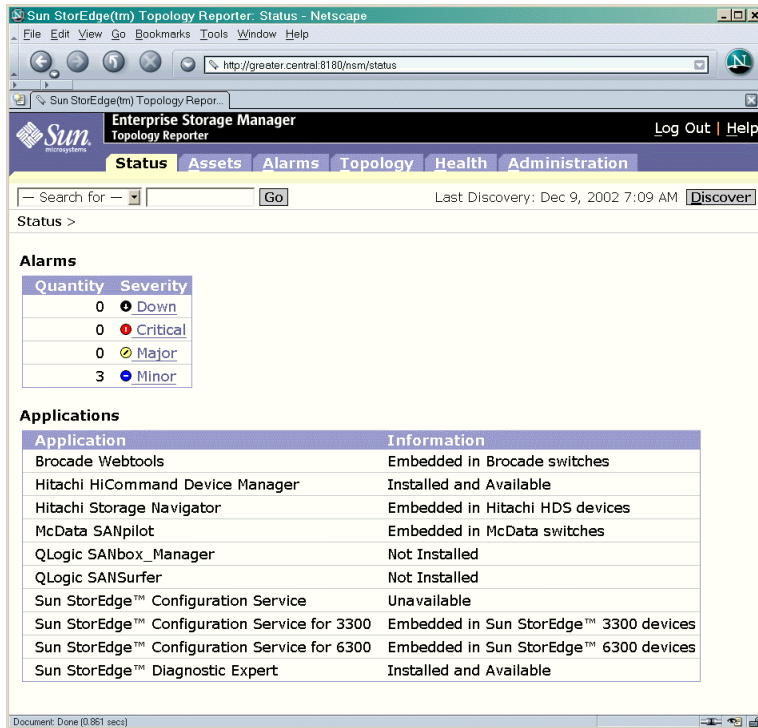 Sun StorEdge(tm) Topology Reporter: Status - Netscape
File Edit View Go Bookmarks Tools Window Help
http://greater.central:8180/nsm/status
Sun StorEdge(tm) Topology Repor...
Sun microsystems
Enterprise Storage Manager
Topology Reporter
Log Out | Help
Status Assets Alarms Topology Health Administration
— Search for — Go Last Discovery: Dec 9, 2002 7:09 AM Discover
Status >
Alarms
Quantity Severity
0 Down
0 Critical
0 Major
3 Minor
Applications
Application Information
Brocade Webtools Embedded in Brocade switches
Hitachi HiCommand Device Manager Installed and Available
Hitachi Storage Navigator Embedded in Hitachi HDS devices
McData SANpilot Embedded in McData switches
QLogic SANbox_Manager Not Installed
QLogic SANSurfer Not Installed
Sun StorEdge™ Configuration Service Unavailable
Sun StorEdge™ Configuration Service for 3300 Embedded in Sun StorEdge™ 3300 devices
Sun StorEdge™ Configuration Service for 6300 Embedded in Sun StorEdge™ 6300 devices
Sun StorEdge™ Diagnostic Expert Installed and Available
Document: Done (0.861 secs)